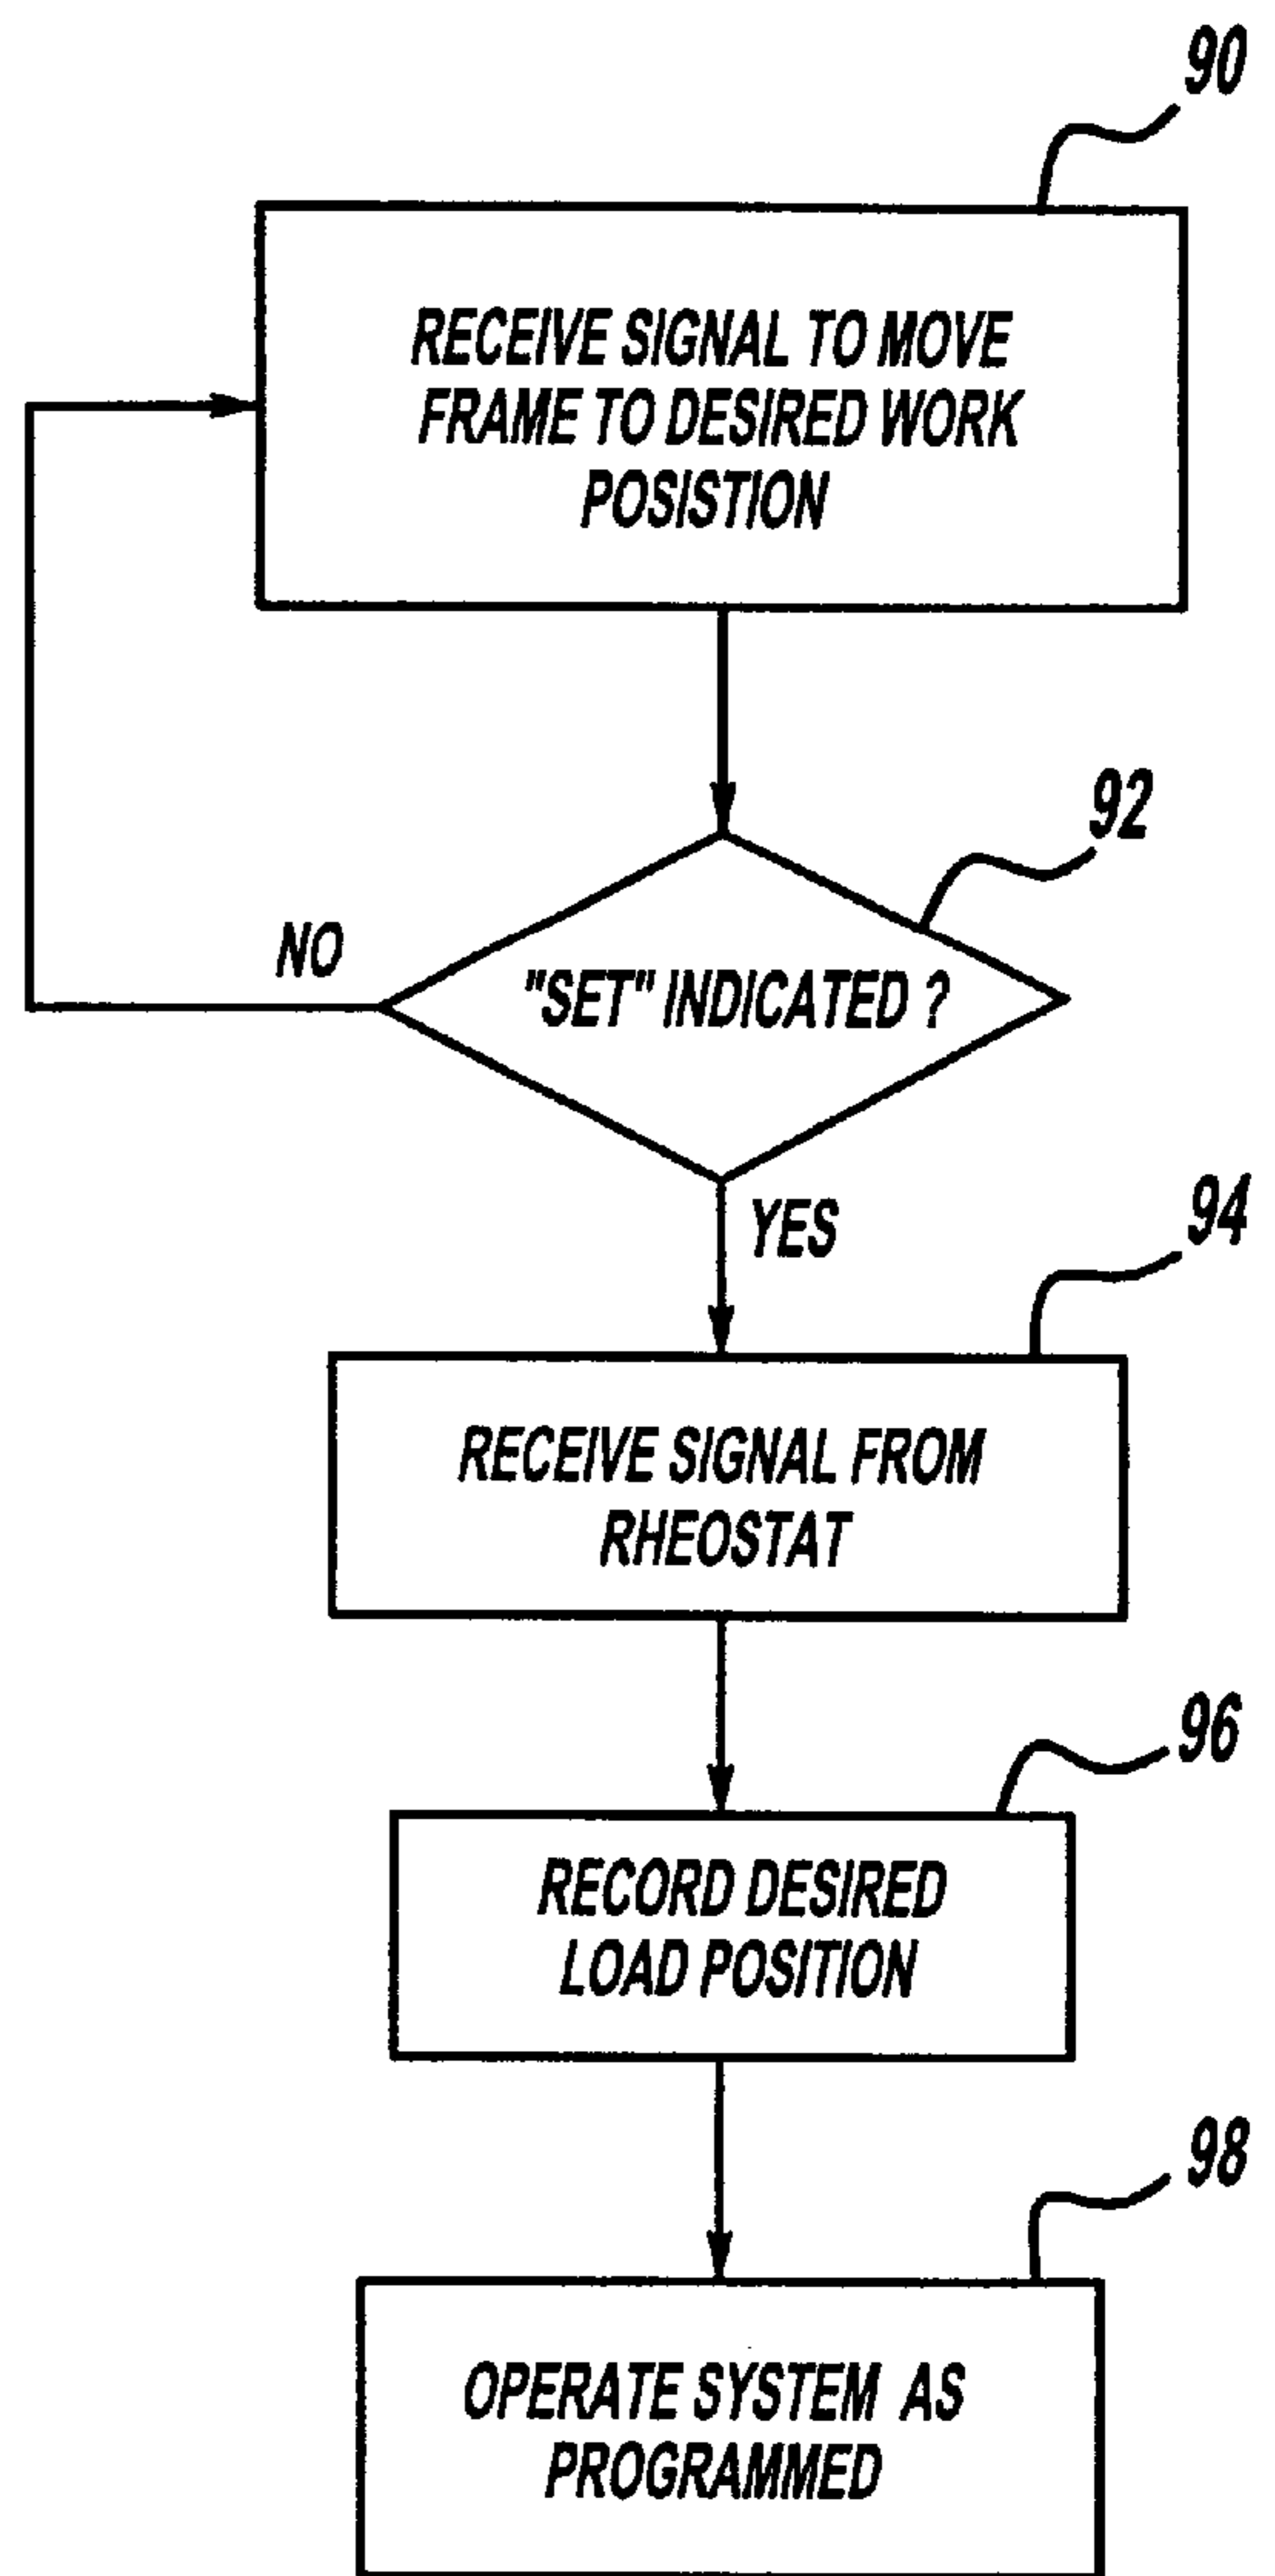 90
RECEIVE SIGNAL TO MOVE
FRAME TO DESIRED WORK
POSISTION
92
NO
"SET" INDICATED ?
YES
94
RECEIVE SIGNAL FROM
RHEOSTAT
96
RECORD DESIRED
LOAD POSITION
98
OPERATE SYSTEM AS
PROGRAMMED